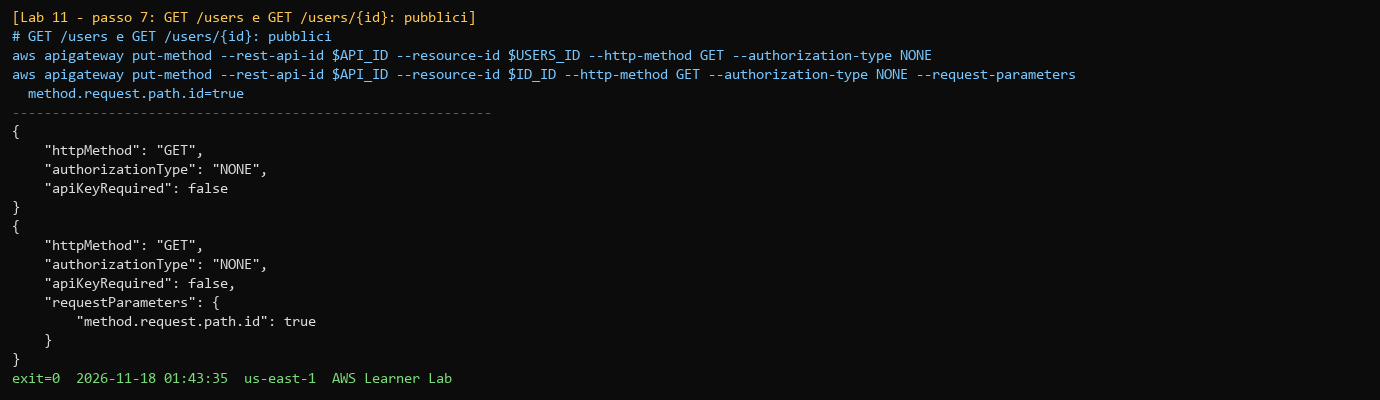 [Lab 11 - passo 7: GET /users e GET /users/{id}: pubblici]
# GET /users e GET /users/{id}: pubblici
aws apigateway put-method --rest-api-id $API_ID --resource-id $USERS_ID --http-method GET --authorization-type NONE
aws apigateway put-method --rest-api-id $API_ID --resource-id $ID_ID --http-method GET --authorization-type NONE --request-parameters
  method.request.path.id=true
------------------------------------------------------------
{
    "httpMethod": "GET",
    "authorizationType": "NONE",
    "apiKeyRequired": false
}
{
    "httpMethod": "GET",
    "authorizationType": "NONE",
    "apiKeyRequired": false,
    "requestParameters": {
        "method.request.path.id": true
    }
}
exit=0  2026-11-18 01:43:35  us-east-1  AWS Learner Lab